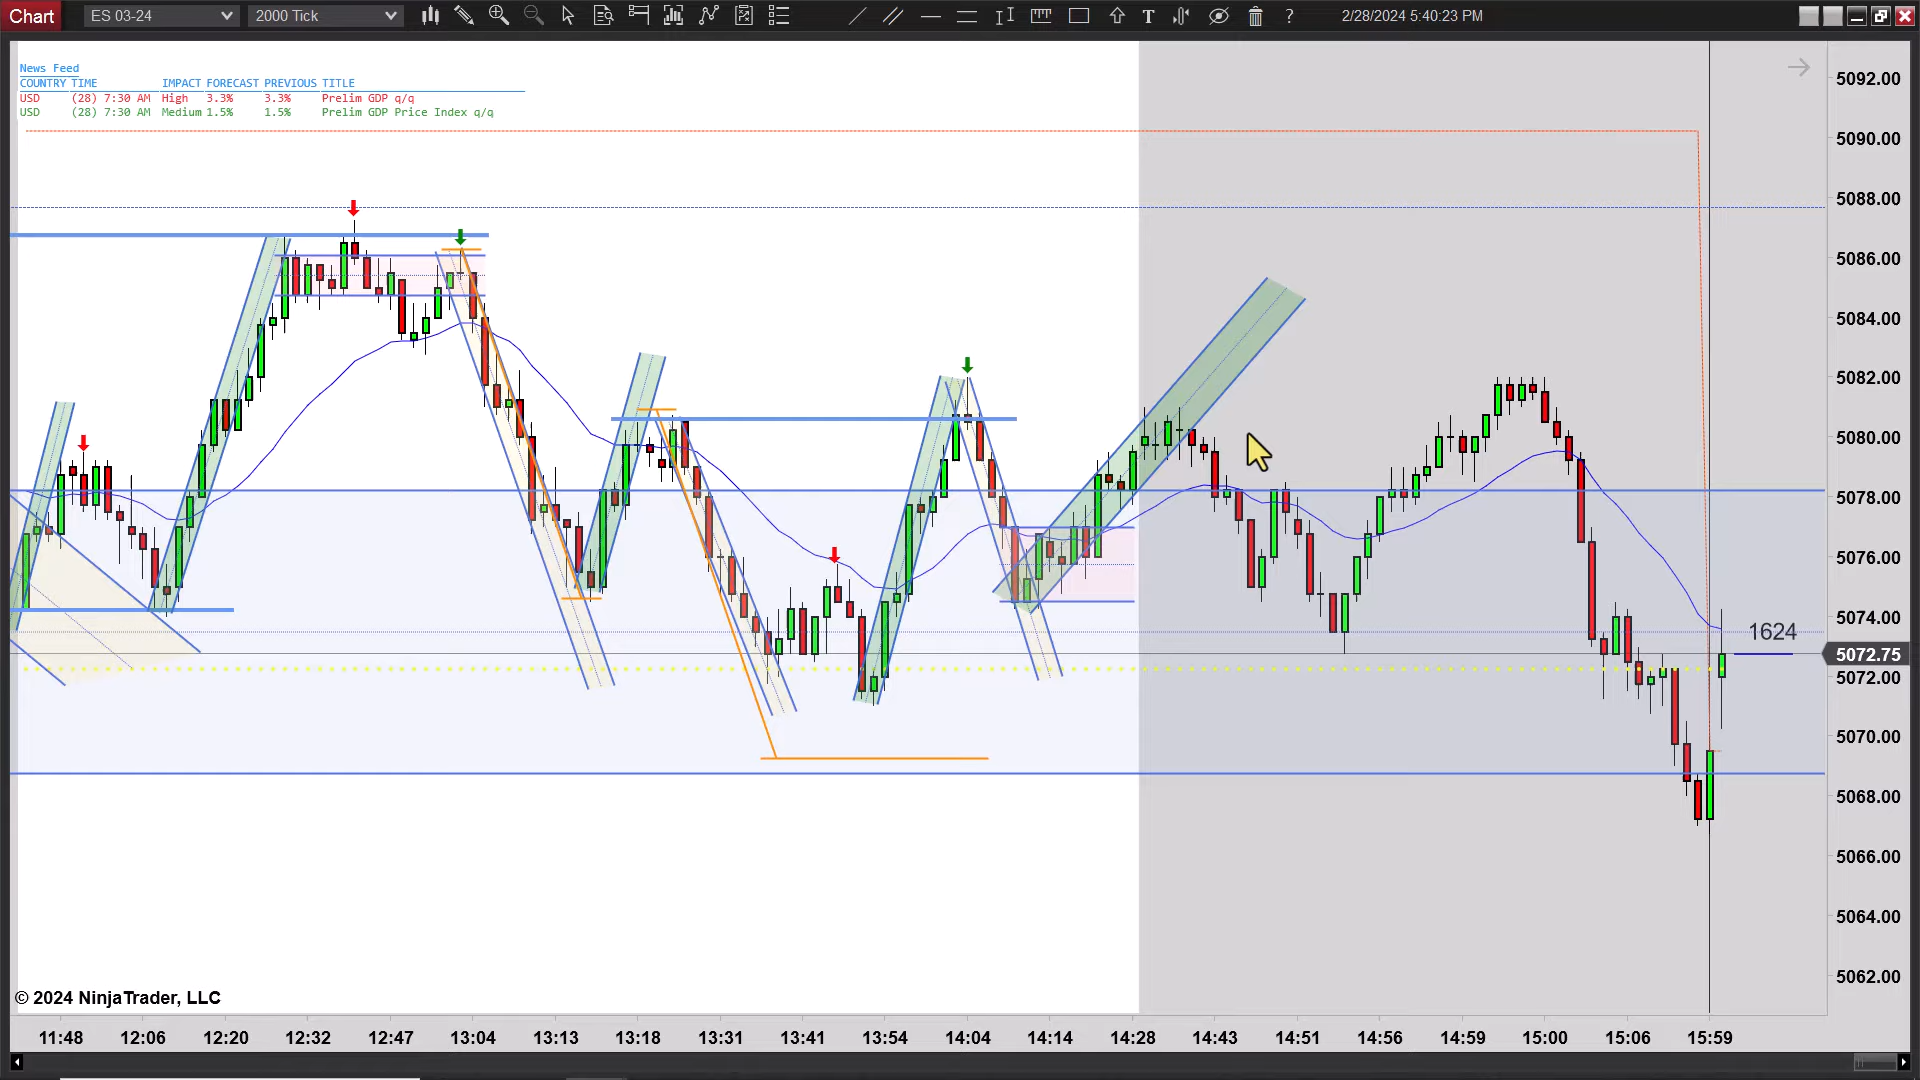 Chart ES 03-24 2000 Tick T ? 2/28/2024 5:40:23 PM
News Feed
COUNTRY TIME IMPACT FORECAST PREVIOUS TITLE
USD (28) 7:30 AM High 3.3% 3.3% Prelim GDP q/q
USD (28) 7:30 AM Medium 1.5% 1.5% Prelim GDP Price Index q/q
5092.00
5090.00
5088.00
5086.00
5084.00
5082.00
5080.00
5078.00
5076.00
5074.00
1624
5072.75
5072.00
5070.00
5068.00
5066.00
5064.00
5062.00
© 2024 NinjaTrader, LLC
11:48 12:06 12:20 12:32 12:47 13:04 13:13 13:18 13:31 13:41 13:54 14:04 14:14 14:28 14:43 14:51 14:56 14:59 15:00 15:06 15:59